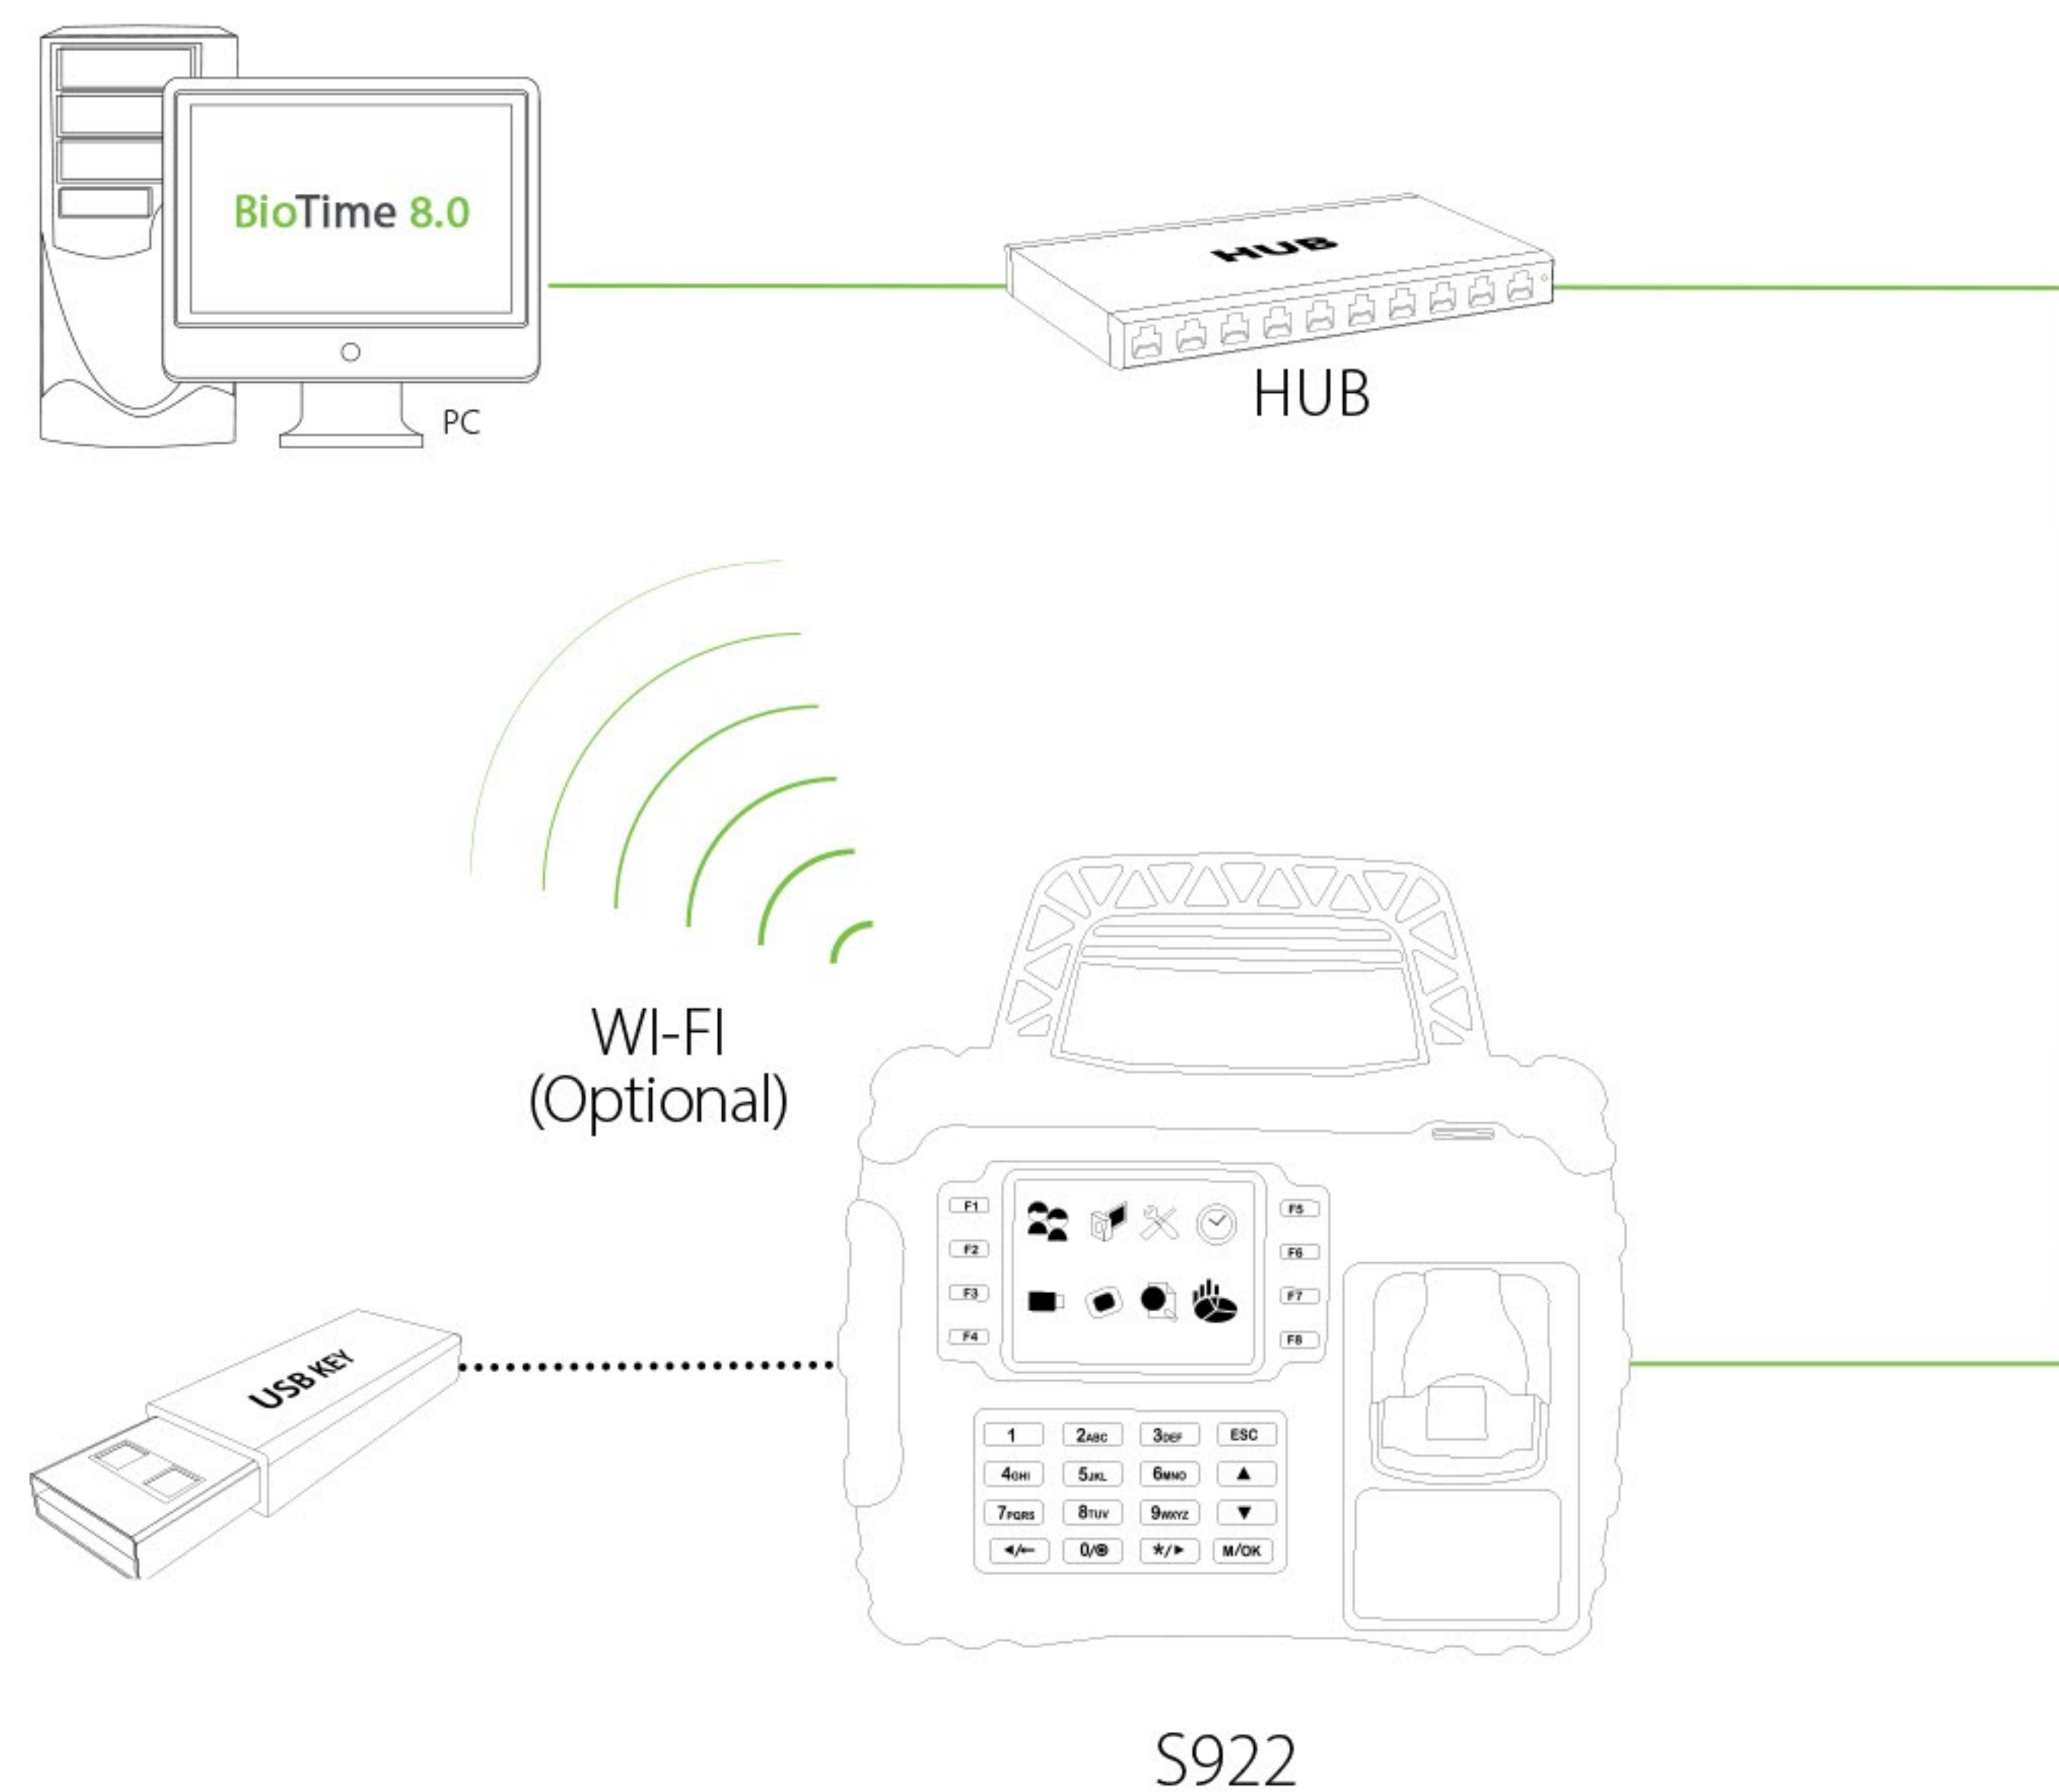 BioTime 8.0
HUB
HUB
PC
WI-FI
(Optional)
F1
F5
F2
F6
F3
F7
F4
F8
USB KEY
1 2ABC 3DEF ESC
4GHI 5JKL 6MNO ▲
7PQRS 8TUV 9WXYZ ▼
◄/← 0/⊚ */► M/OK
S922